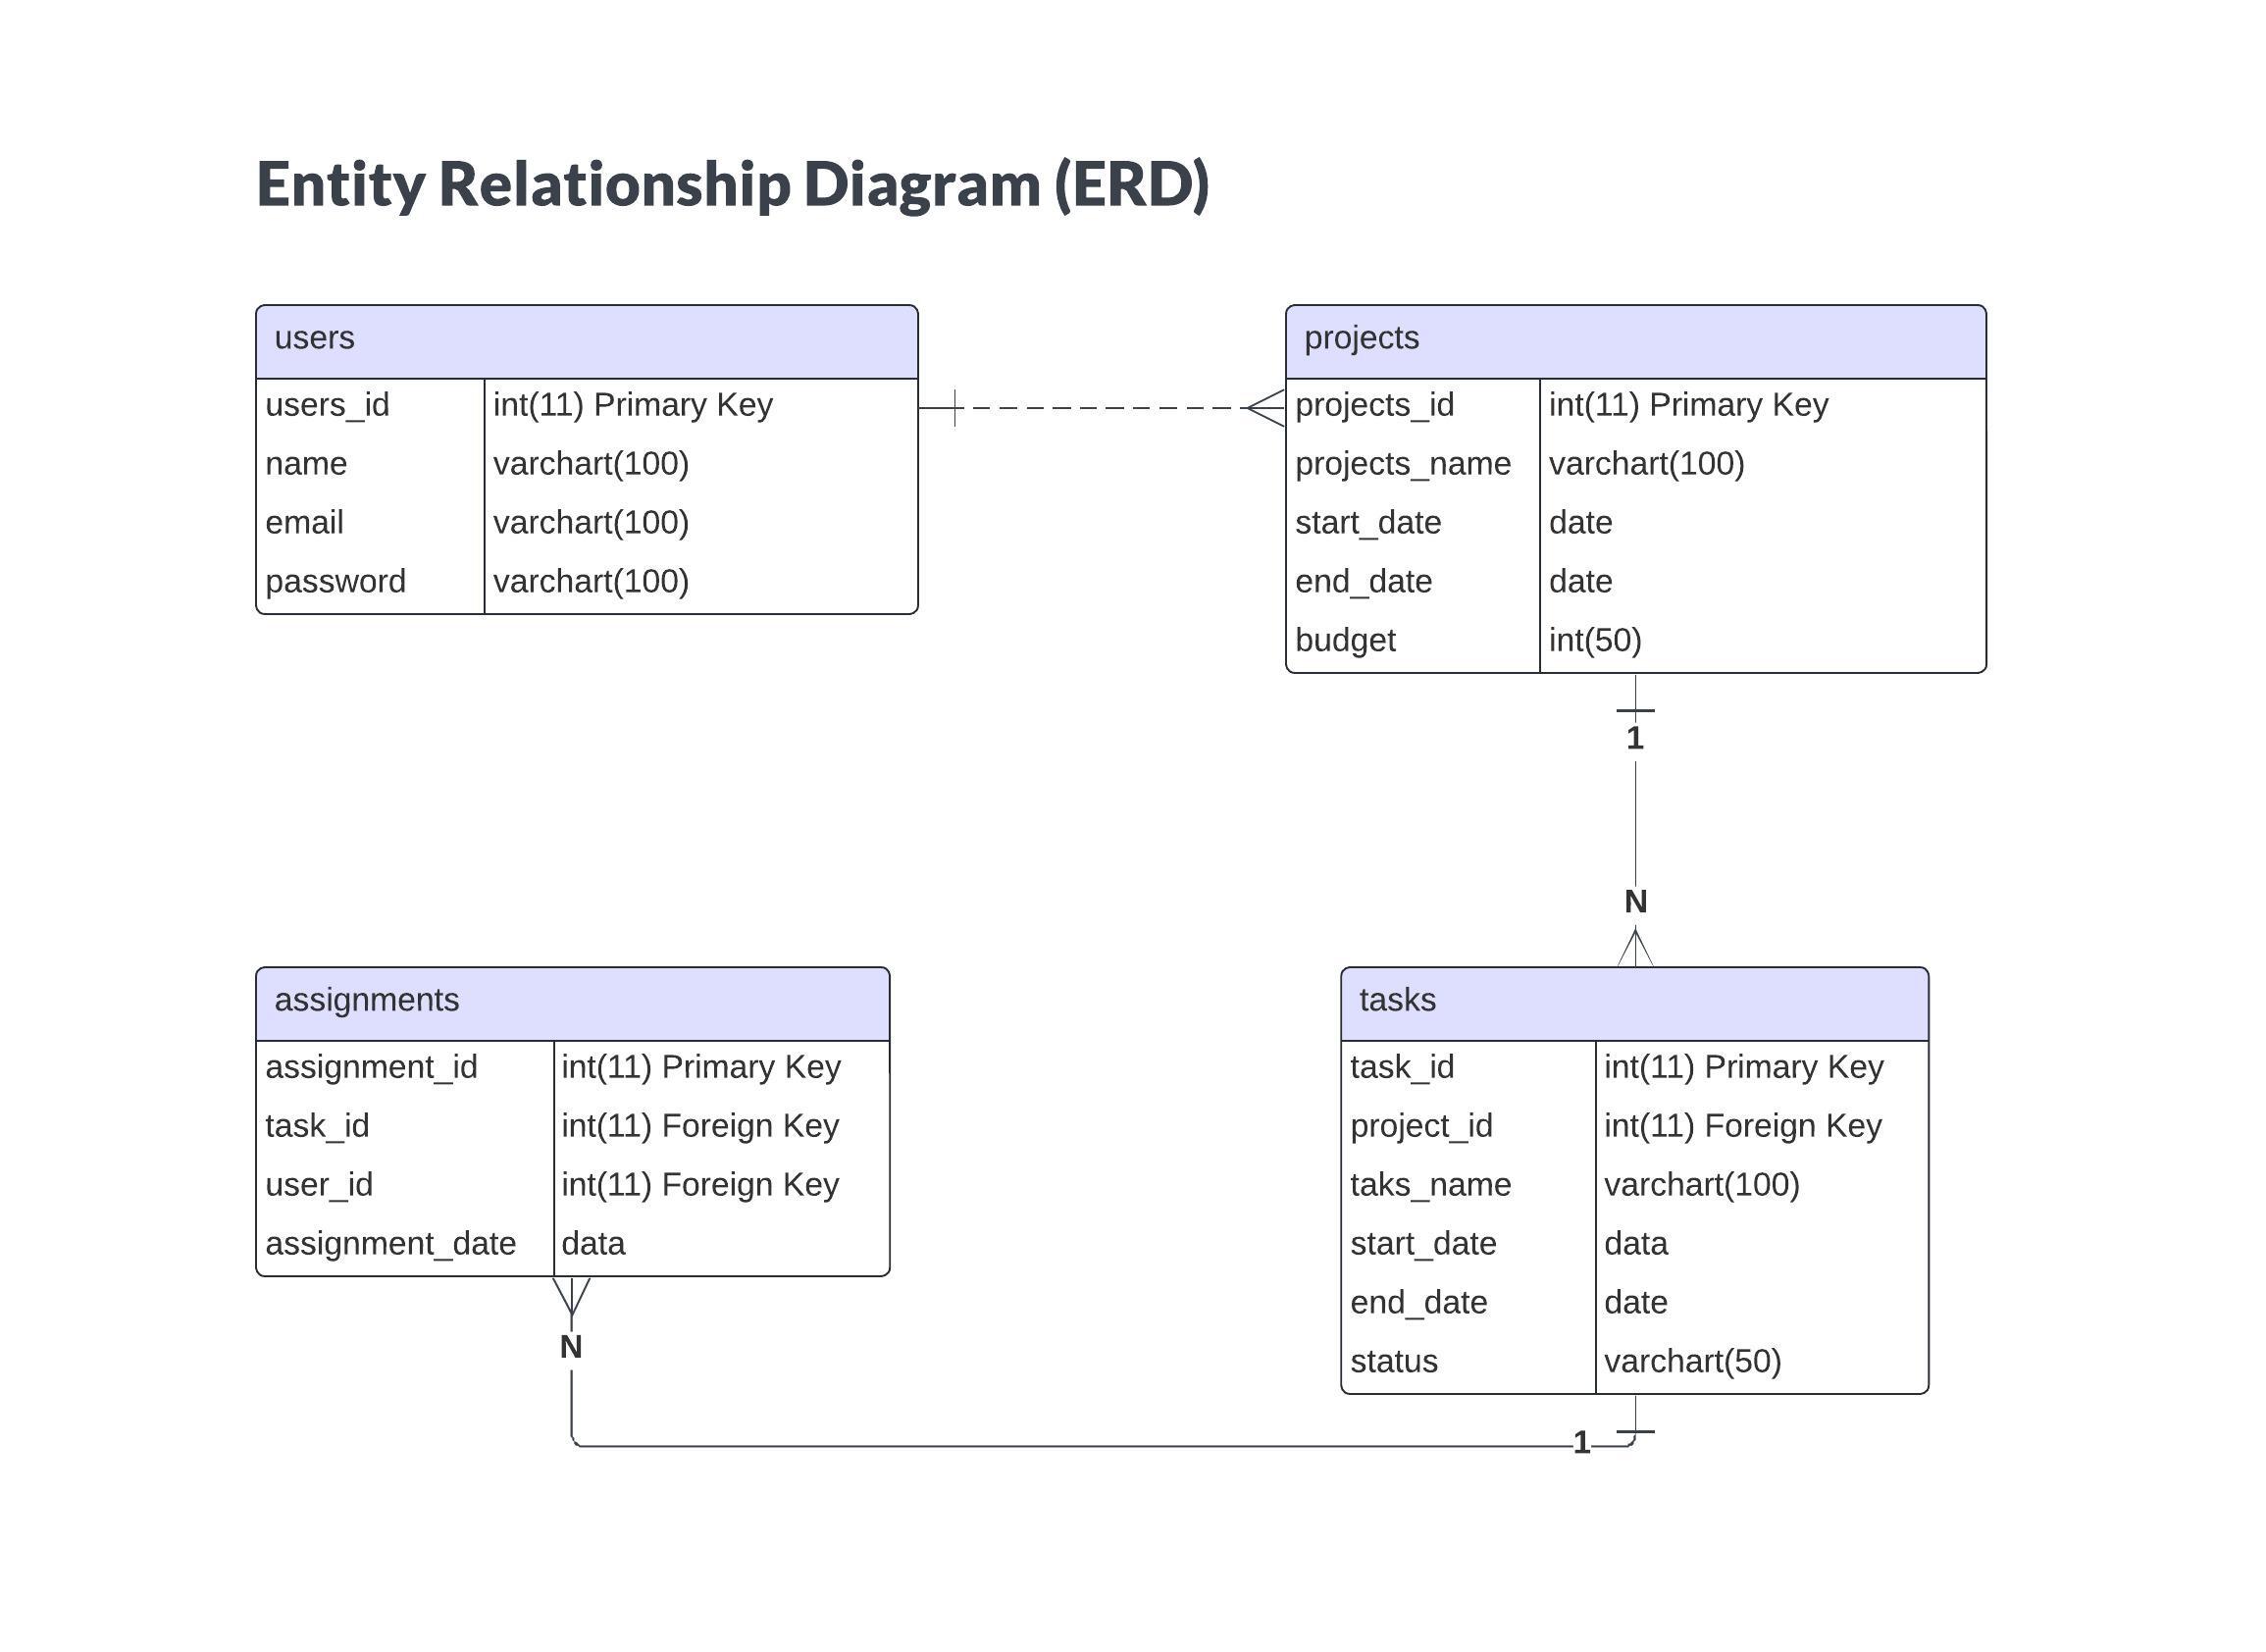 Entity Relationship Diagram (ERD)
users
users_id int(11) Primary Key
name varchart(100)
email varchart(100)
password varchart(100)
projects
projects_id int(11) Primary Key
projects_name varchart(100)
start_date date
end_date date
budget int(50)
1
N
assignments
assignment_id int(11) Primary Key
task_id int(11) Foreign Key
user_id int(11) Foreign Key
assignment_date data
tasks
task_id int(11) Primary Key
project_id int(11) Foreign Key
taks_name varchart(100)
start_date data
end_date date
status varchart(50)
N
1